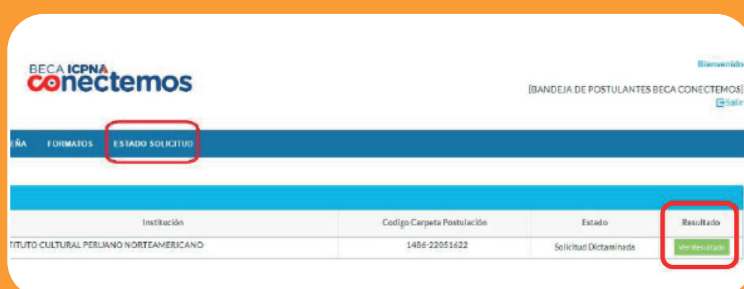 BECA ICPNA
conectemos
Bienvenido
[BANDEJA DE POSTULANTES BECA CONECTEMOS]
Salir
EÑA FORMATOS ESTADO SOLICITUD
Institución Codigo Carpeta Postulación Estado Resultado
TITUTO CULTURAL PERUANO NORTEAMERICANO 1486-22051622 Solicitud Dictaminada Ver Resultado